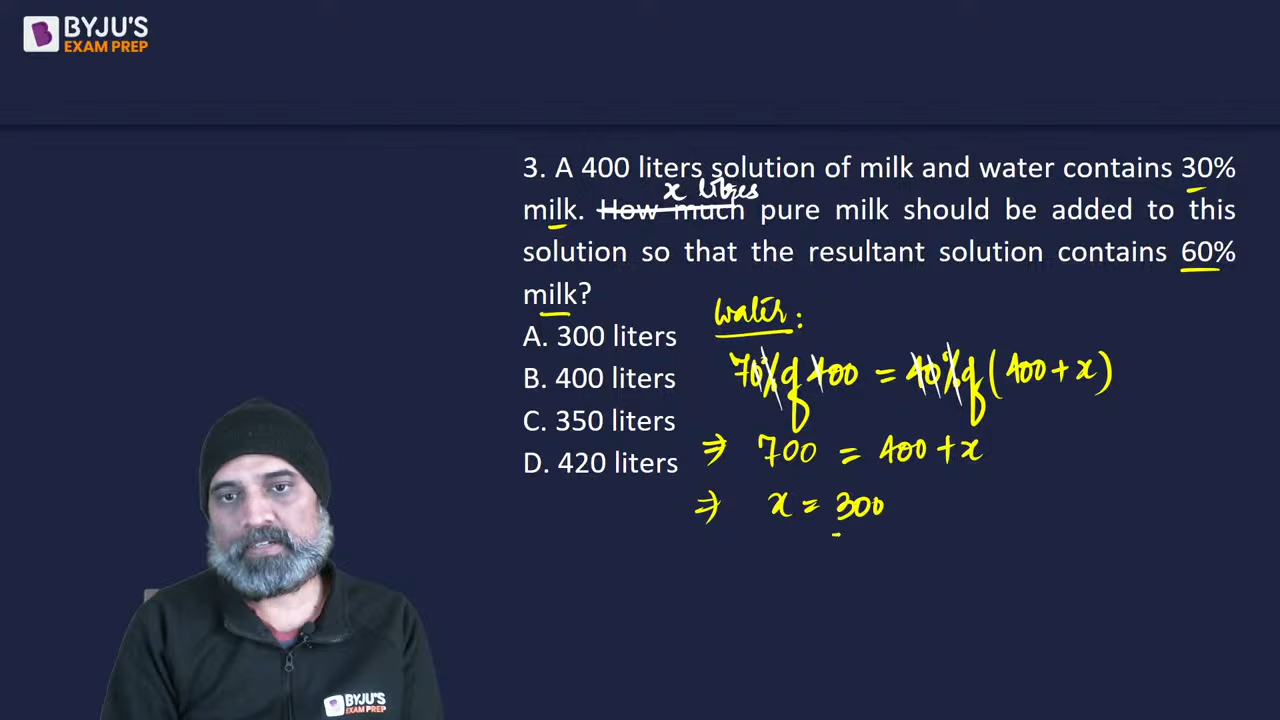 BYJU'S
EXAM PREP
3. A 400 liters solution of milk and water contains 30%
x litres
milk. How much pure milk should be added to this
solution so that the resultant solution contains 60%
milk?
A. 300 liters
B. 400 liters
C. 350 liters
D. 420 liters
Water:
70% of 400 = 40% of (400 + x)
⇒ 700 = 400 + x
⇒ x = 300
BYJU'S
EXAM PREP